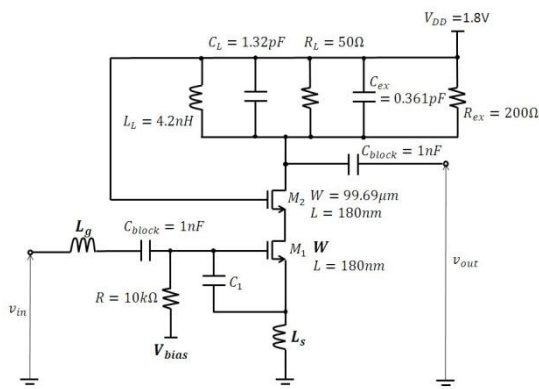 V_DD =1.8V
C_L = 1.32pF
R_L = 50Ω
C_ex
= 0.361pF
L_L = 4.2nH
R_ex = 200Ω
C_block = 1nF
M_2 W = 99.69μm
L = 180nm
C_block = 1nF
L_g
M_1 W
L = 180nm
v_in
R = 10kΩ
C_1
v_out
V_bias
L_s